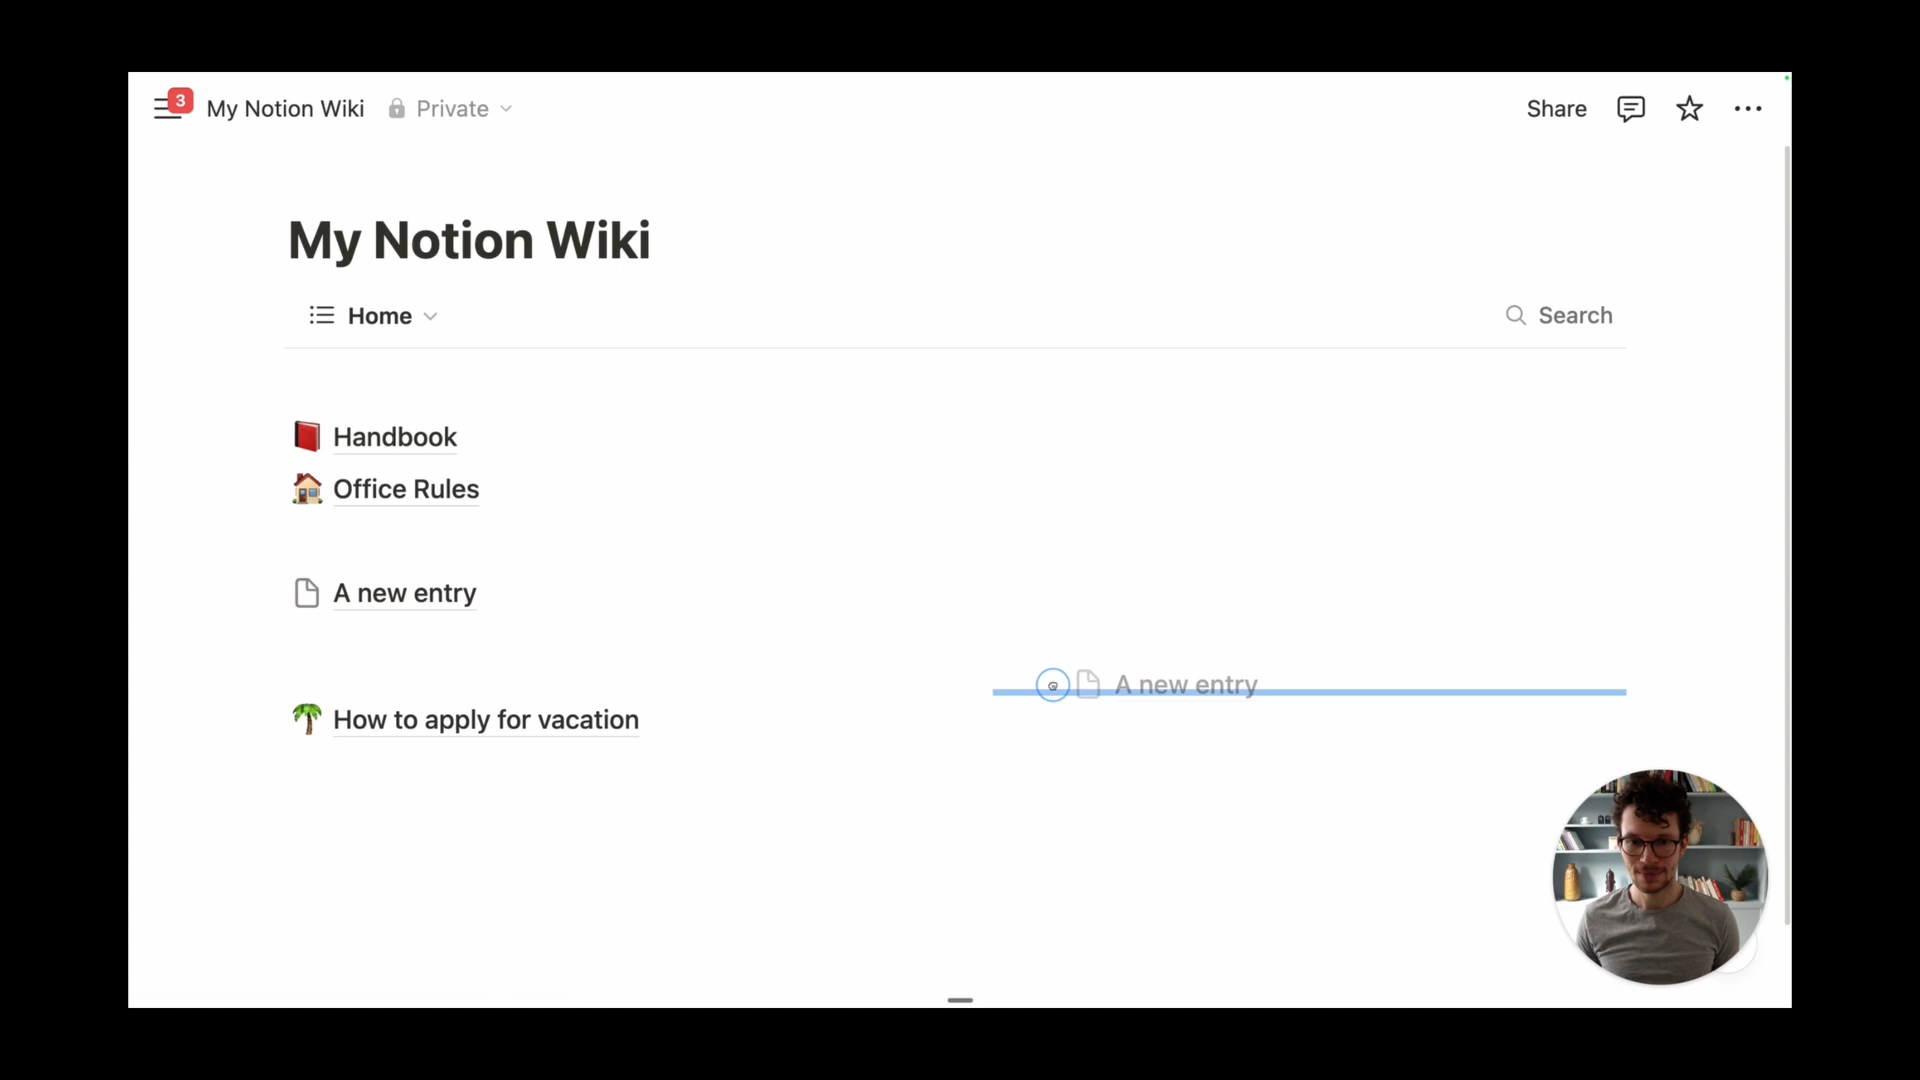 3 My Notion Wiki Private Share
My Notion Wiki
Home Search
Handbook
Office Rules
A new entry
A new entry
How to apply for vacation